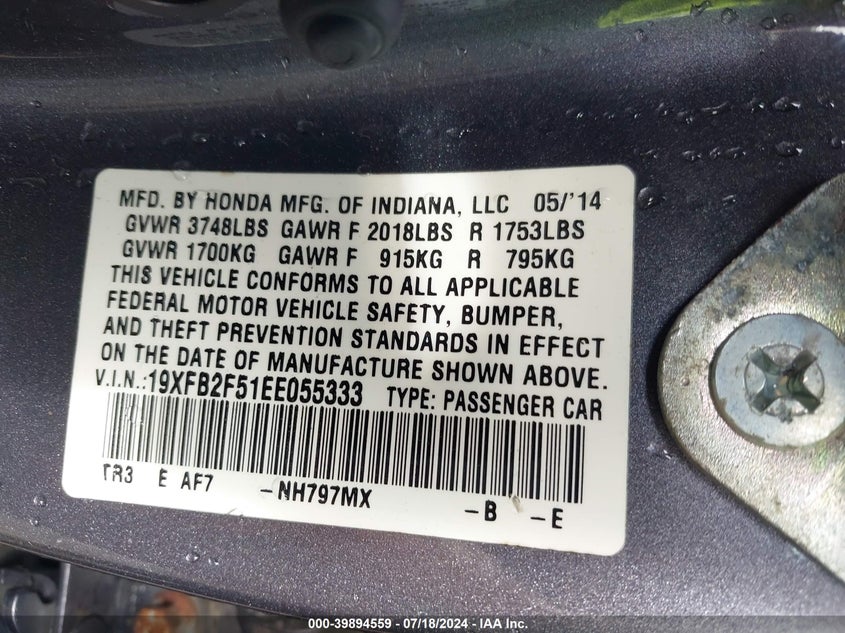 MFD. BY HONDA MFG. OF INDIANA, LLC 05/'14
GVWR 3748LBS GAWR F 2018LBS R 1753LBS
GVWR 1700KG GAWR F 915KG R 795KG
THIS VEHICLE CONFORMS TO ALL APPLICABLE
FEDERAL MOTOR VEHICLE SAFETY, BUMPER,
AND THEFT PREVENTION STANDARDS IN EFFECT
ON THE DATE OF MANUFACTURE SHOWN ABOVE.
V.I.N.:19XFB2F51EE055333 TYPE: PASSENGER CAR
TR3 E AF7 -NH797MX -B -E
000-39894559 - 07/18/2024 - IAA Inc.